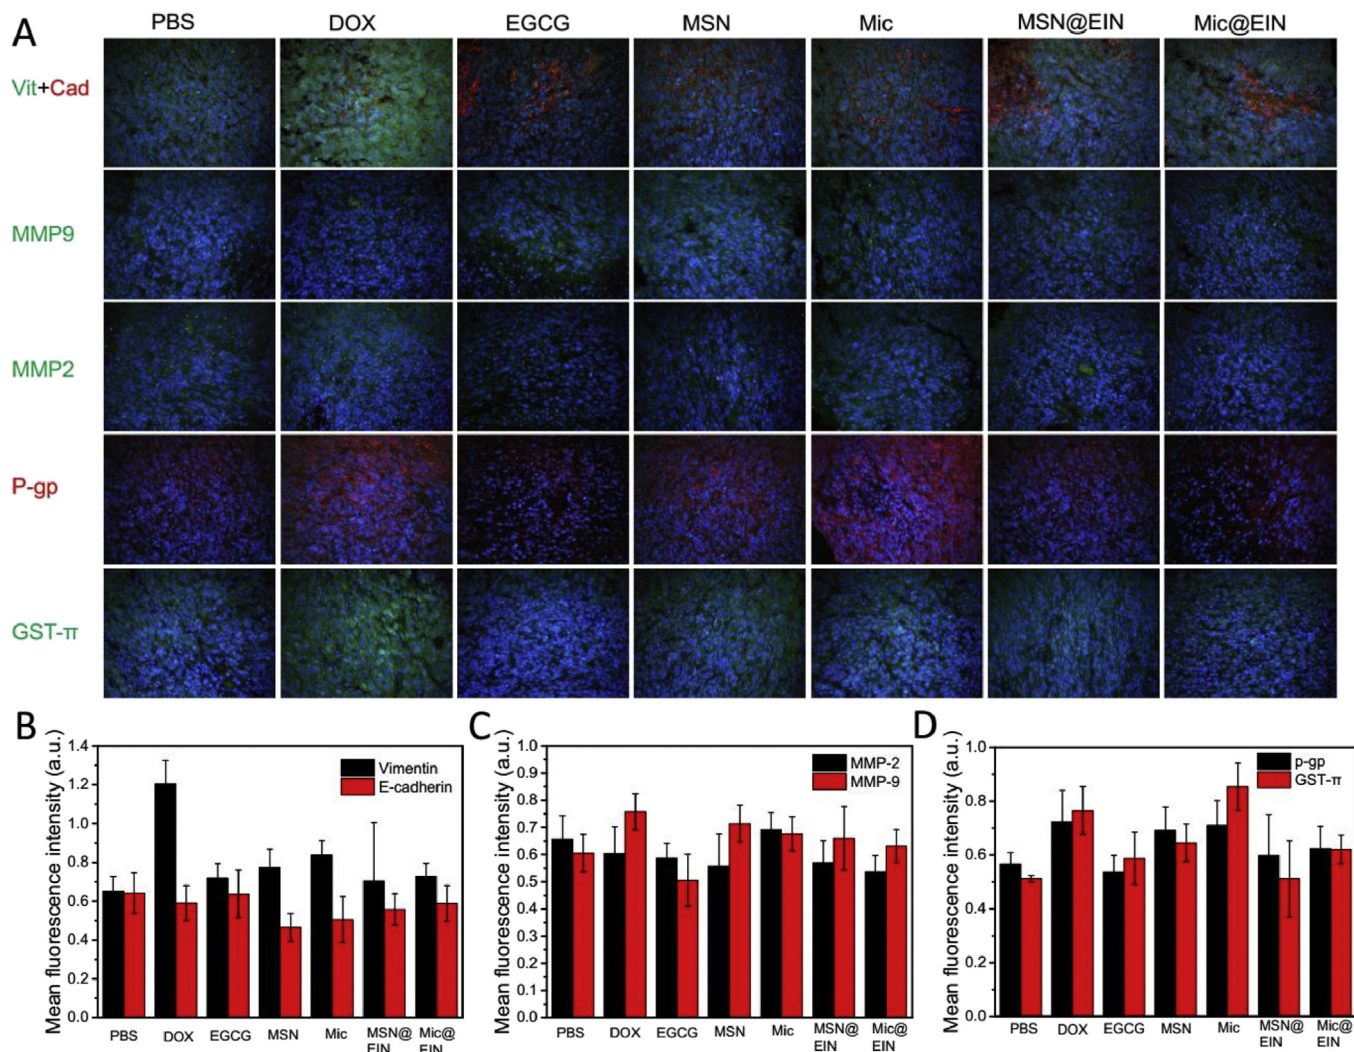 A
PBS DOX EGCG MSN Mic MSN@EIN Mic@EIN
Vit+Cad
MMP9
MMP2
P-gp
GST-π
B
Mean fluorescence intensity (a.u.)
1.4
1.2
1.0
0.8
0.6
0.4
0.2
0.0
Vimentin
E-cadherin
PBS DOX EGCG MSN Mic MSN@ Mic@
EIN EIN
C
Mean fluorescence intensity (a.u.)
1.0
0.9
0.8
0.7
0.6
0.5
0.4
0.3
0.2
0.1
0.0
MMP-2
MMP-9
PBS DOX EGCG MSN Mic MSN@ Mic@
EIN EIN
D
Mean fluorescence intensity (a.u.)
1.0
0.8
0.6
0.4
0.2
0.0
p-gp
GST-π
PBS DOX EGCG MSN Mic MSN@ Mic@
EIN EIN